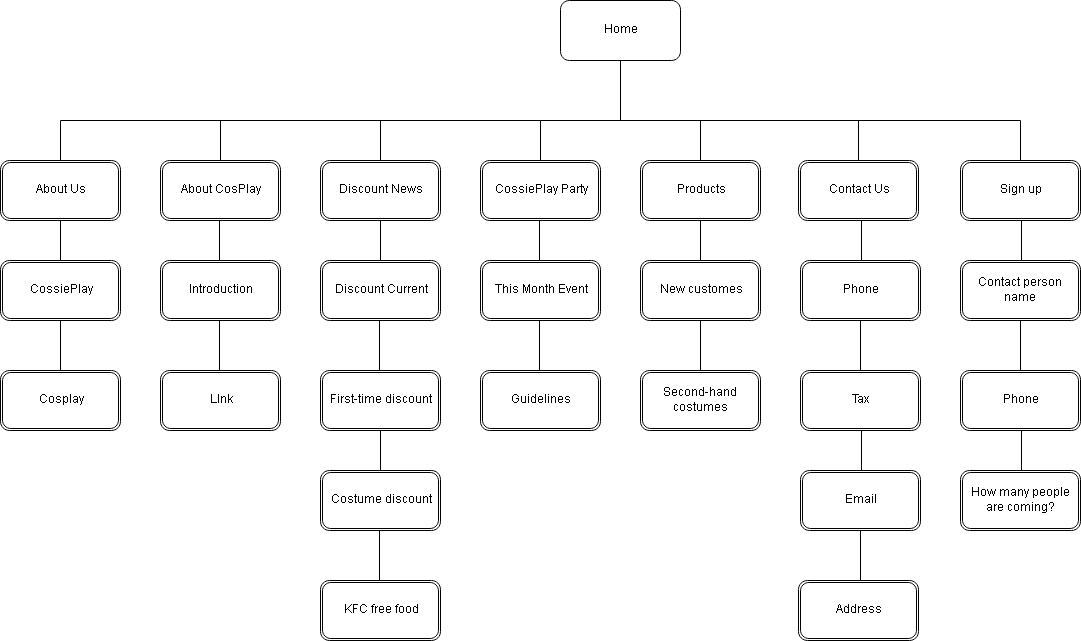 Home
About Us
About CosPlay
Discount News
CossiePlay Party
Products
Contact Us
Sign up
CossiePlay
Introduction
Discount Current
This Month Event
New customes
Phone
Contact person
name
Cosplay
LInk
First-time discount
Guidelines
Second-hand
costumes
Tax
Phone
Costume discount
Email
How many people
are coming?
KFC free food
Address